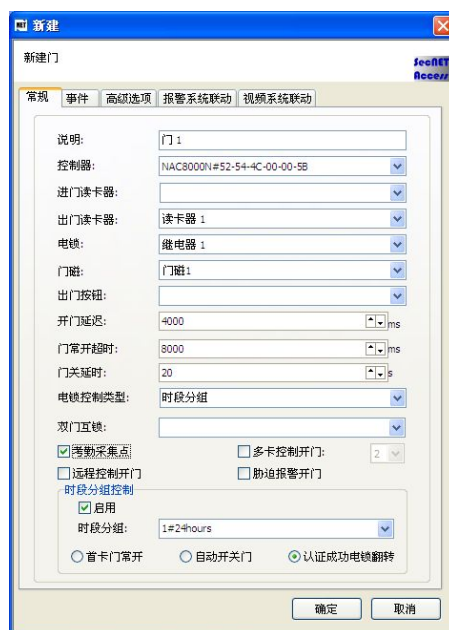 NET 新建
新建门
SecNET
Access
常规 事件 高级选项 报警系统联动 视频系统联动
说明: 门 1
控制器: NAC8000N#52-54-4C-00-00-5B
进门读卡器:
出门读卡器: 读卡器 1
电锁: 继电器 1
门磁: 门磁1
出门按钮:
开门延迟: 4000 ms
门常开超时: 8000 ms
门关延时: 20 s
电锁控制类型: 时段分组
双门互锁:
考勤采集点 多卡控制开门: 2
远程控制开门 胁迫报警开门
时段分组控制
启用
时段分组: 1#24hours
首卡门常开 自动开关门 认证成功电锁翻转
确定 取消